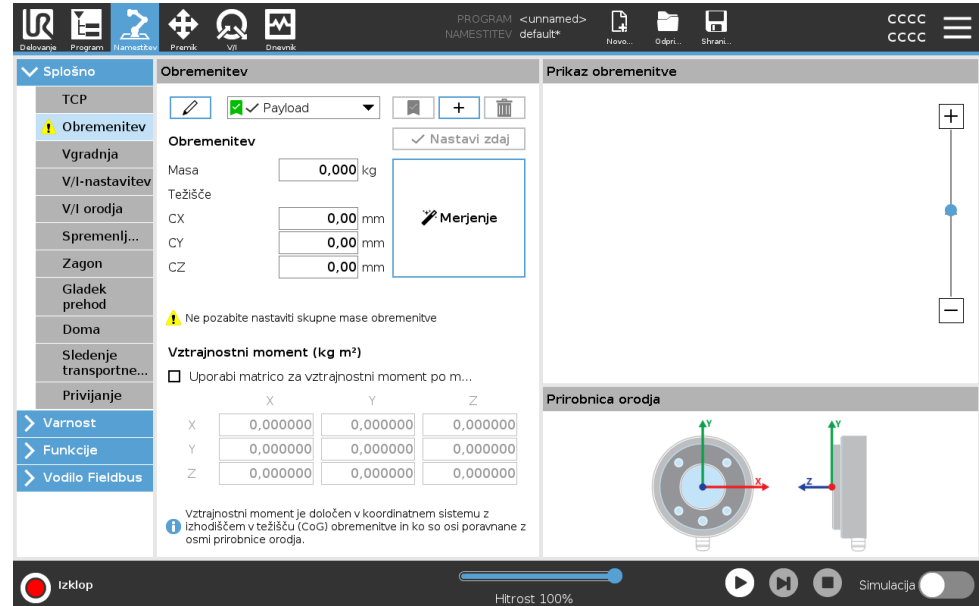 PROGRAM <unnamed>
NAMESTITEV default*
CCCC
CCCC
Delovanje Program Namestitev Premik V/I Dnevnik Novo... Odpri... Shrani...
Splošno
TCP
Obremenitev
Vgradnja
V/I-nastavitev
V/I orodja
Spremenlj...
Zagon
Gladek
prehod
Doma
Sledenje
transportne...
Privijanje
Varnost
Funkcije
Vodilo Fieldbus
Obremenitev
Payload
Obremenitev
Nastavi zdaj
Masa 0,000 kg
Težišče
CX 0,00 mm
CY 0,00 mm
CZ 0,00 mm
Merjenje
Ne pozabite nastaviti skupne mase obremenitve
Vztrajnostni moment (kg m²)
Uporabi matrico za vztrajnostni moment po m...
X Y Z
X 0,000000 0,000000 0,000000
Y 0,000000 0,000000 0,000000
Z 0,000000 0,000000 0,000000
Vztrajnostni moment je določen v koordinatnem sistemu z
izhodiščem v težišču (CoG) obremenitve in ko so osi poravnane z
osmi prirobnice orodja.
Prikaz obremenitve
Prirobnica orodja
Y
X
Y
Z
Izklop
Hitrost 100%
Simulacija